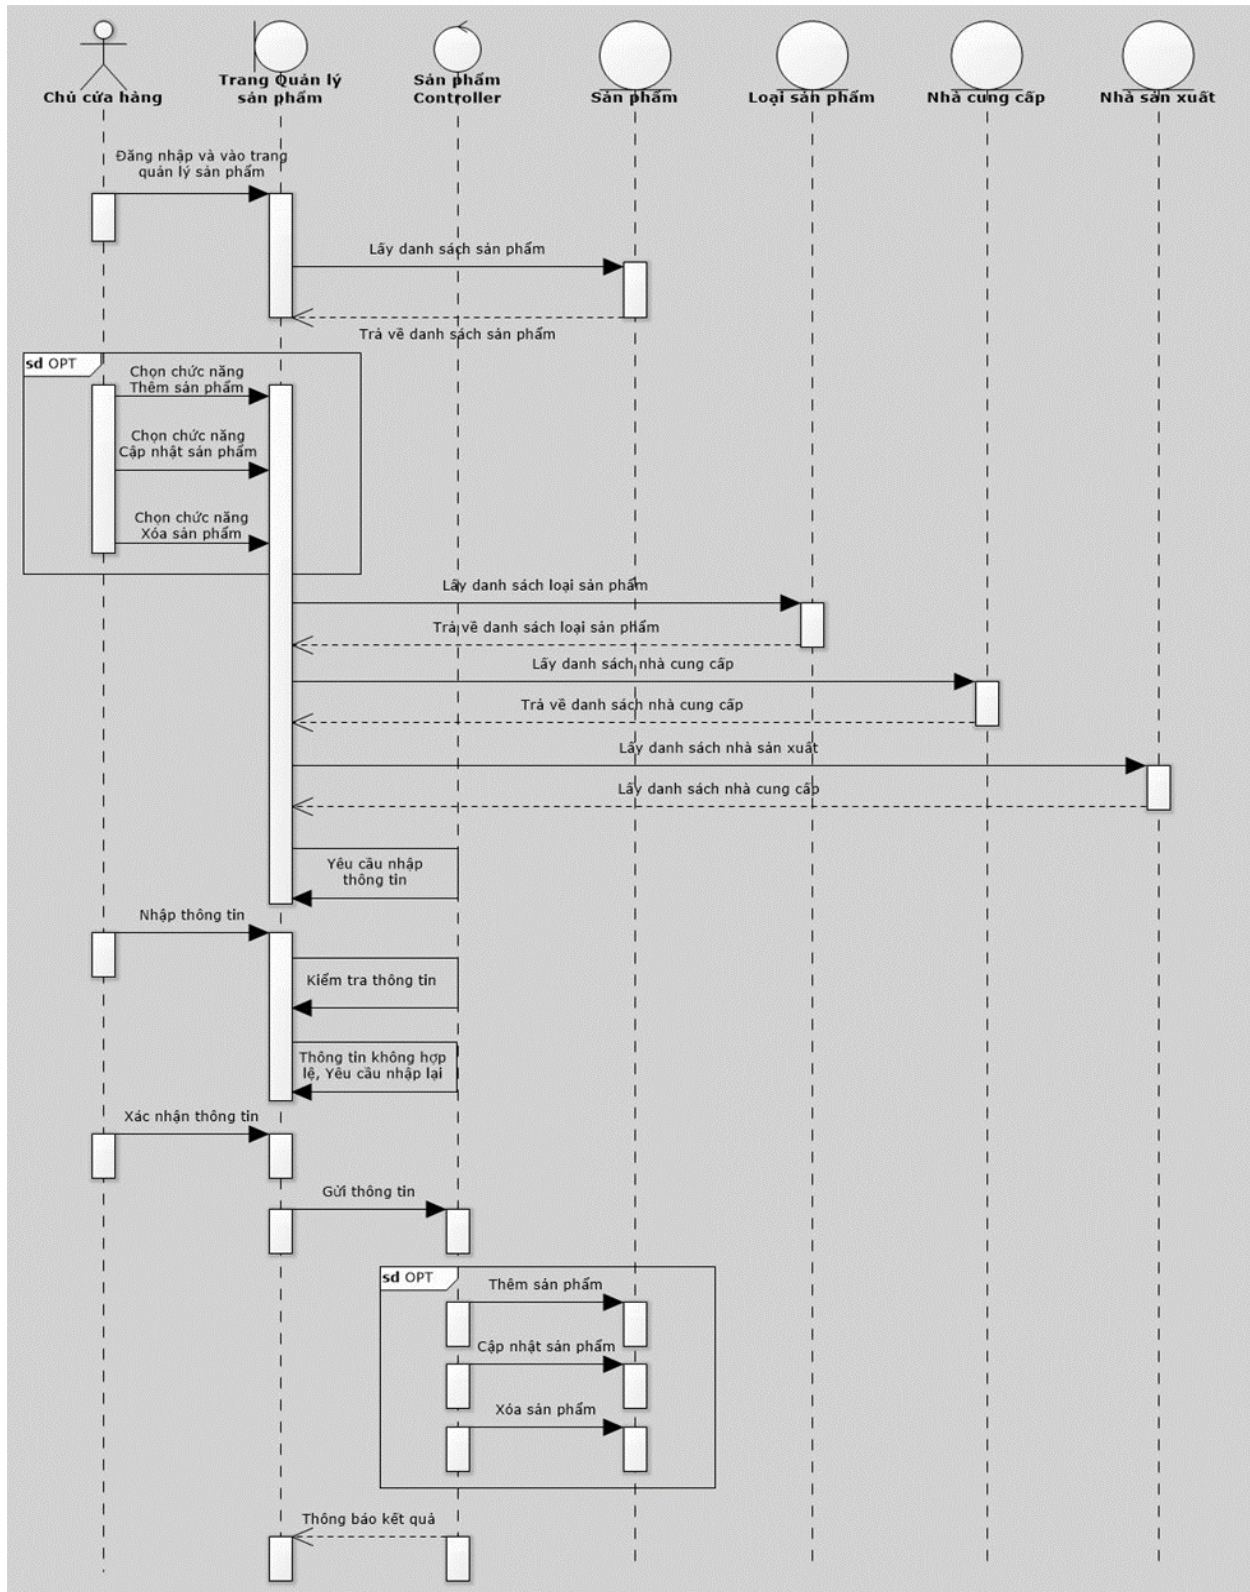 Chủ cửa hàng
Trang Quản lý
sản phẩm
Sản phẩm
Controller
Sản phẩm
Loại sản phẩm
Nhà cung cấp
Nhà sản xuất
Đăng nhập và vào trang
quản lý sản phẩm
Lấy danh sách sản phẩm
Trả về danh sách sản phẩm
sd OPT
Chọn chức năng
Thêm sản phẩm
Chọn chức năng
Cập nhật sản phẩm
Chọn chức năng
Xóa sản phẩm
Lấy danh sách loại sản phẩm
Trả về danh sách loại sản phẩm
Lấy danh sách nhà cung cấp
Trả về danh sách nhà cung cấp
Lấy danh sách nhà sản xuất
Lấy danh sách nhà cung cấp
Yêu cầu nhập
thông tin
Nhập thông tin
Kiểm tra thông tin
Thông tin không hợp
lệ, Yêu cầu nhập lại
Xác nhận thông tin
Gửi thông tin
sd OPT
Thêm sản phẩm
Cập nhật sản phẩm
Xóa sản phẩm
Thông báo kết quả